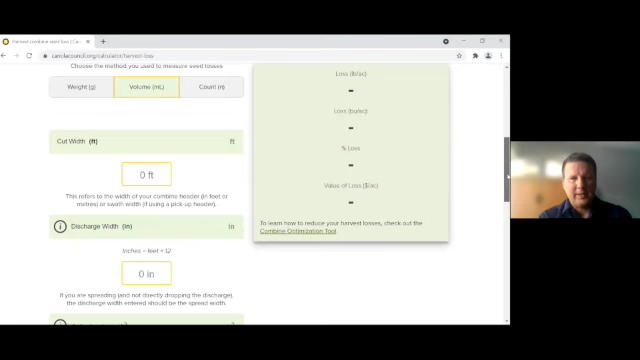 Harvest combine seed loss | Can
canolacouncil.org/calculator/harvest-loss
Choose the method you used to measure seed losses
Weight (g)
Volume (mL)
Count (n)
Cut Width (ft)
ft
0 ft
This refers to the width of your combine header (in feet or
metres) or swath width (if using a pick-up header).
Discharge Width (in)
in
Inches = feet × 12
0 in
If you are spreading (and not directly dropping the discharge),
the discharge width entered should be the spread width.
Loss (lb/ac)
-
Loss (bu/ac)
-
% Loss
-
Value of Loss ($/ac)
-
To learn how to reduce your harvest losses, check out the
Combine Optimization Tool.